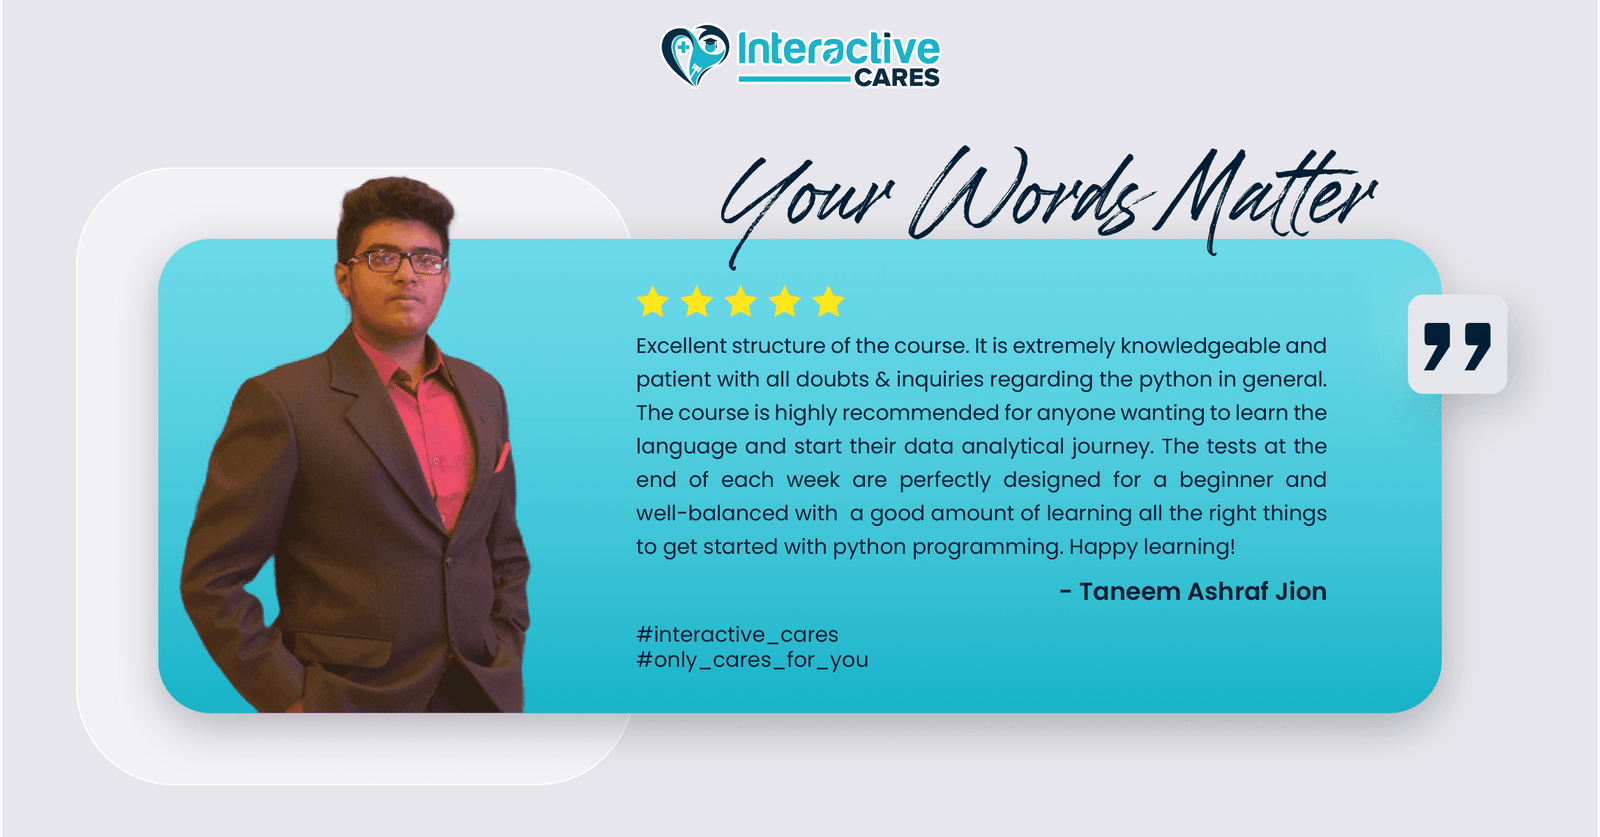 Interactive
CARES
Your Words Matter
Excellent structure of the course. It is extremely knowledgeable and
patient with all doubts & inquiries regarding the python in general.
The course is highly recommended for anyone wanting to learn the
language and start their data analytical journey. The tests at the
end of each week are perfectly designed for a beginner and
well-balanced with  a good amount of learning all the right things
to get started with python programming. Happy learning!
- Taneem Ashraf Jion
#interactive_cares
#only_cares_for_you